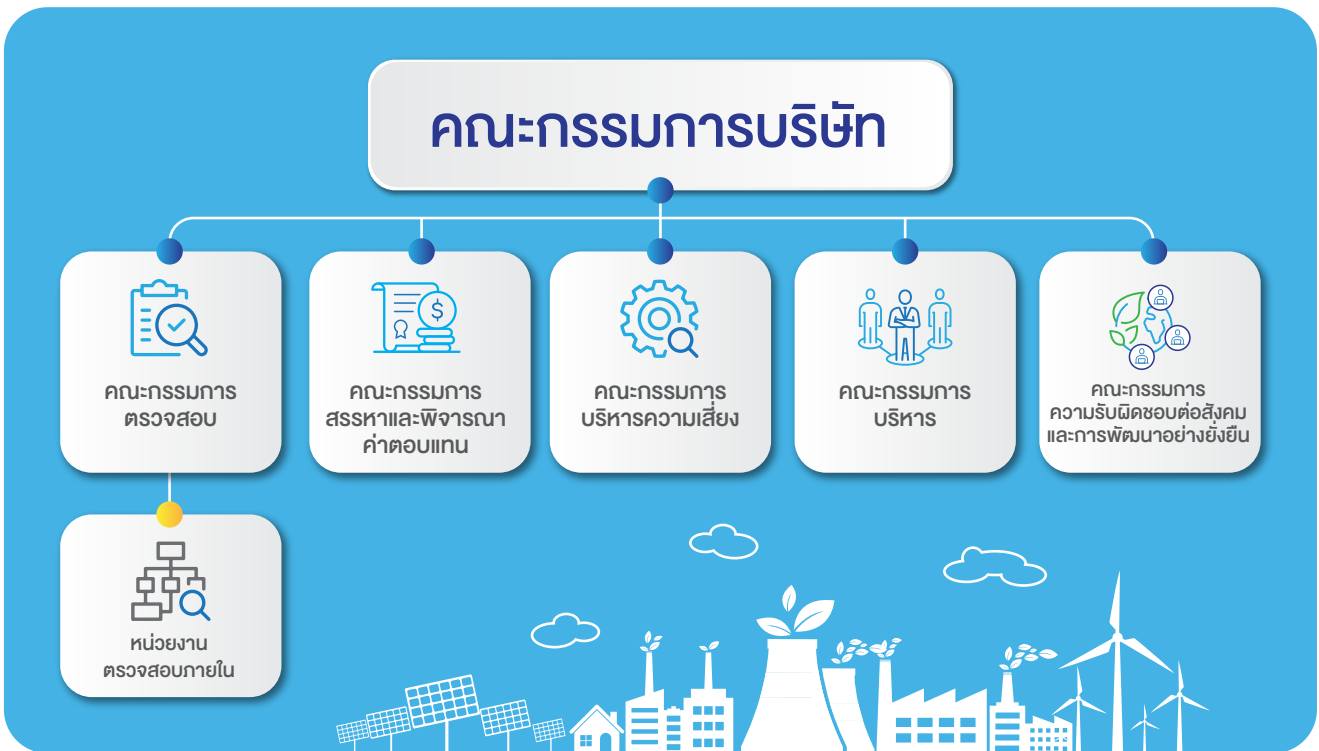 คณะกรรมการบริษัท
คณะกรรมการ
ตรวจสอบ
คณะกรรมการ
สรรหาและพิจารณา
ค่าตอบแทน
คณะกรรมการ
บริหารความเสี่ยง
คณะกรรมการ
บริหาร
คณะกรรมการ
ความรับผิดชอบต่อสังคม
และการพัฒนาอย่างยั่งยืน
หน่วยงาน
ตรวจสอบภายใน